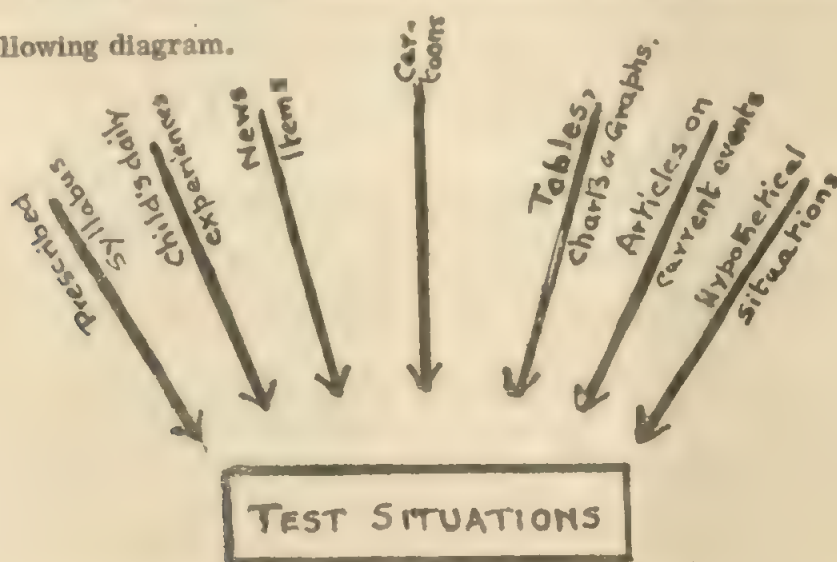 llowing diagram.
Prescribed
Syllabus
child's daily
experiences
News
Item.
Car-
toons
Tables,
charts & Graphs.
Articles on
current events
Hypothetical
situations
TEST SITUATIONS